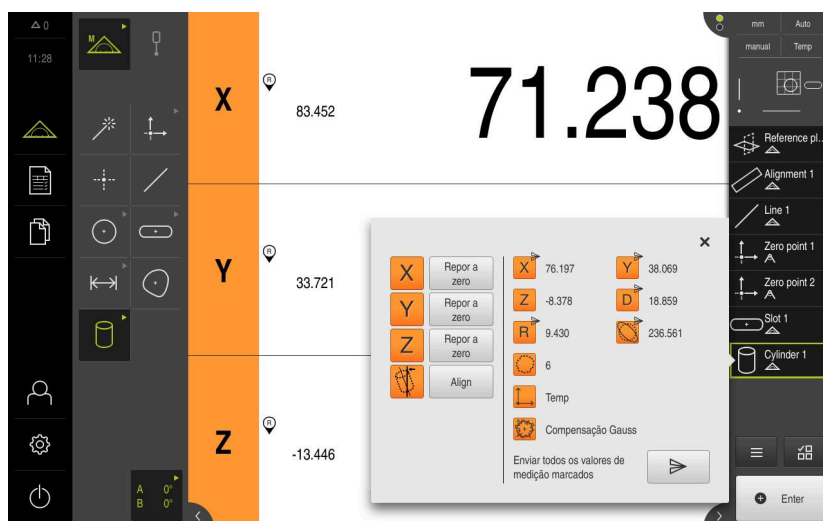 0
11:28
M
A 0°
B 0°
X
R
83.452
71.238
Y
R
33.721
Z
R
-13.446
X
Repor a
zero
Y
Repor a
zero
Z
Repor a
zero
Align
X 76.197
Y 38.069
Z -8.378
D 18.859
R 9.430
236.561
6
Temp
Compensação Gauss
Enviar todos os valores de
medição marcados
mm Auto
manual Temp
Reference pl...
Alignment 1
Line 1
Zero point 1
Zero point 2
Slot 1
Cylinder 1
Enter